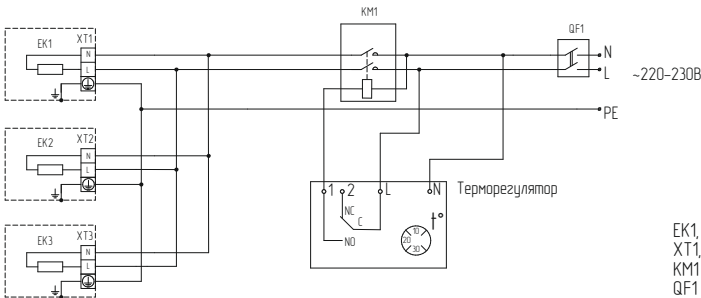 KM1
QF1
EK1
XT1
N
L
N
L
~220-230В
PE
EK2
XT2
N
L
1
2
L
N
Терморегулятор
NC
C
NO
10
20
30
t°
EK3
XT3
N
L
EK1,
XT1,
KM1
QF1